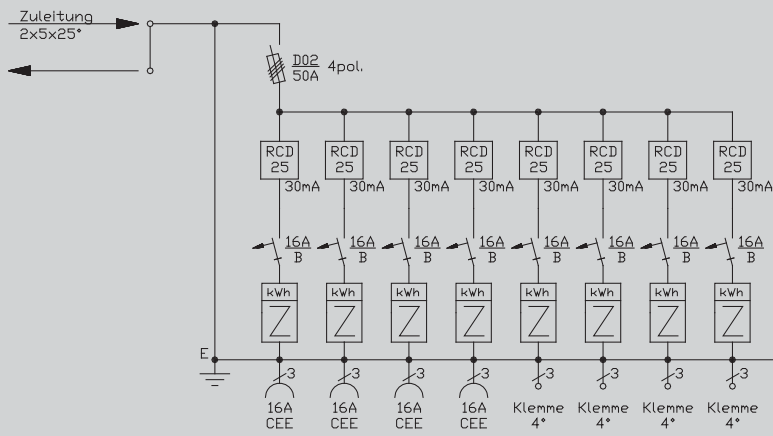 Zuleitung
2x5x25°
D02
50A
4pol.
RCD RCD RCD RCD RCD RCD RCD RCD
25 25 25 25 25 25 25 25
30mA 30mA 30mA 30mA 30mA 30mA 30mA 30mA
16A 16A 16A 16A 16A 16A 16A 16A
B B B B B B B B
kWh kWh kWh kWh kWh kWh kWh kWh
Z Z Z Z Z Z Z Z
E
3 3 3 3 3 3 3 3
16A 16A 16A 16A Klemme Klemme Klemme Klemme
CEE CEE CEE CEE 4° 4° 4° 4°